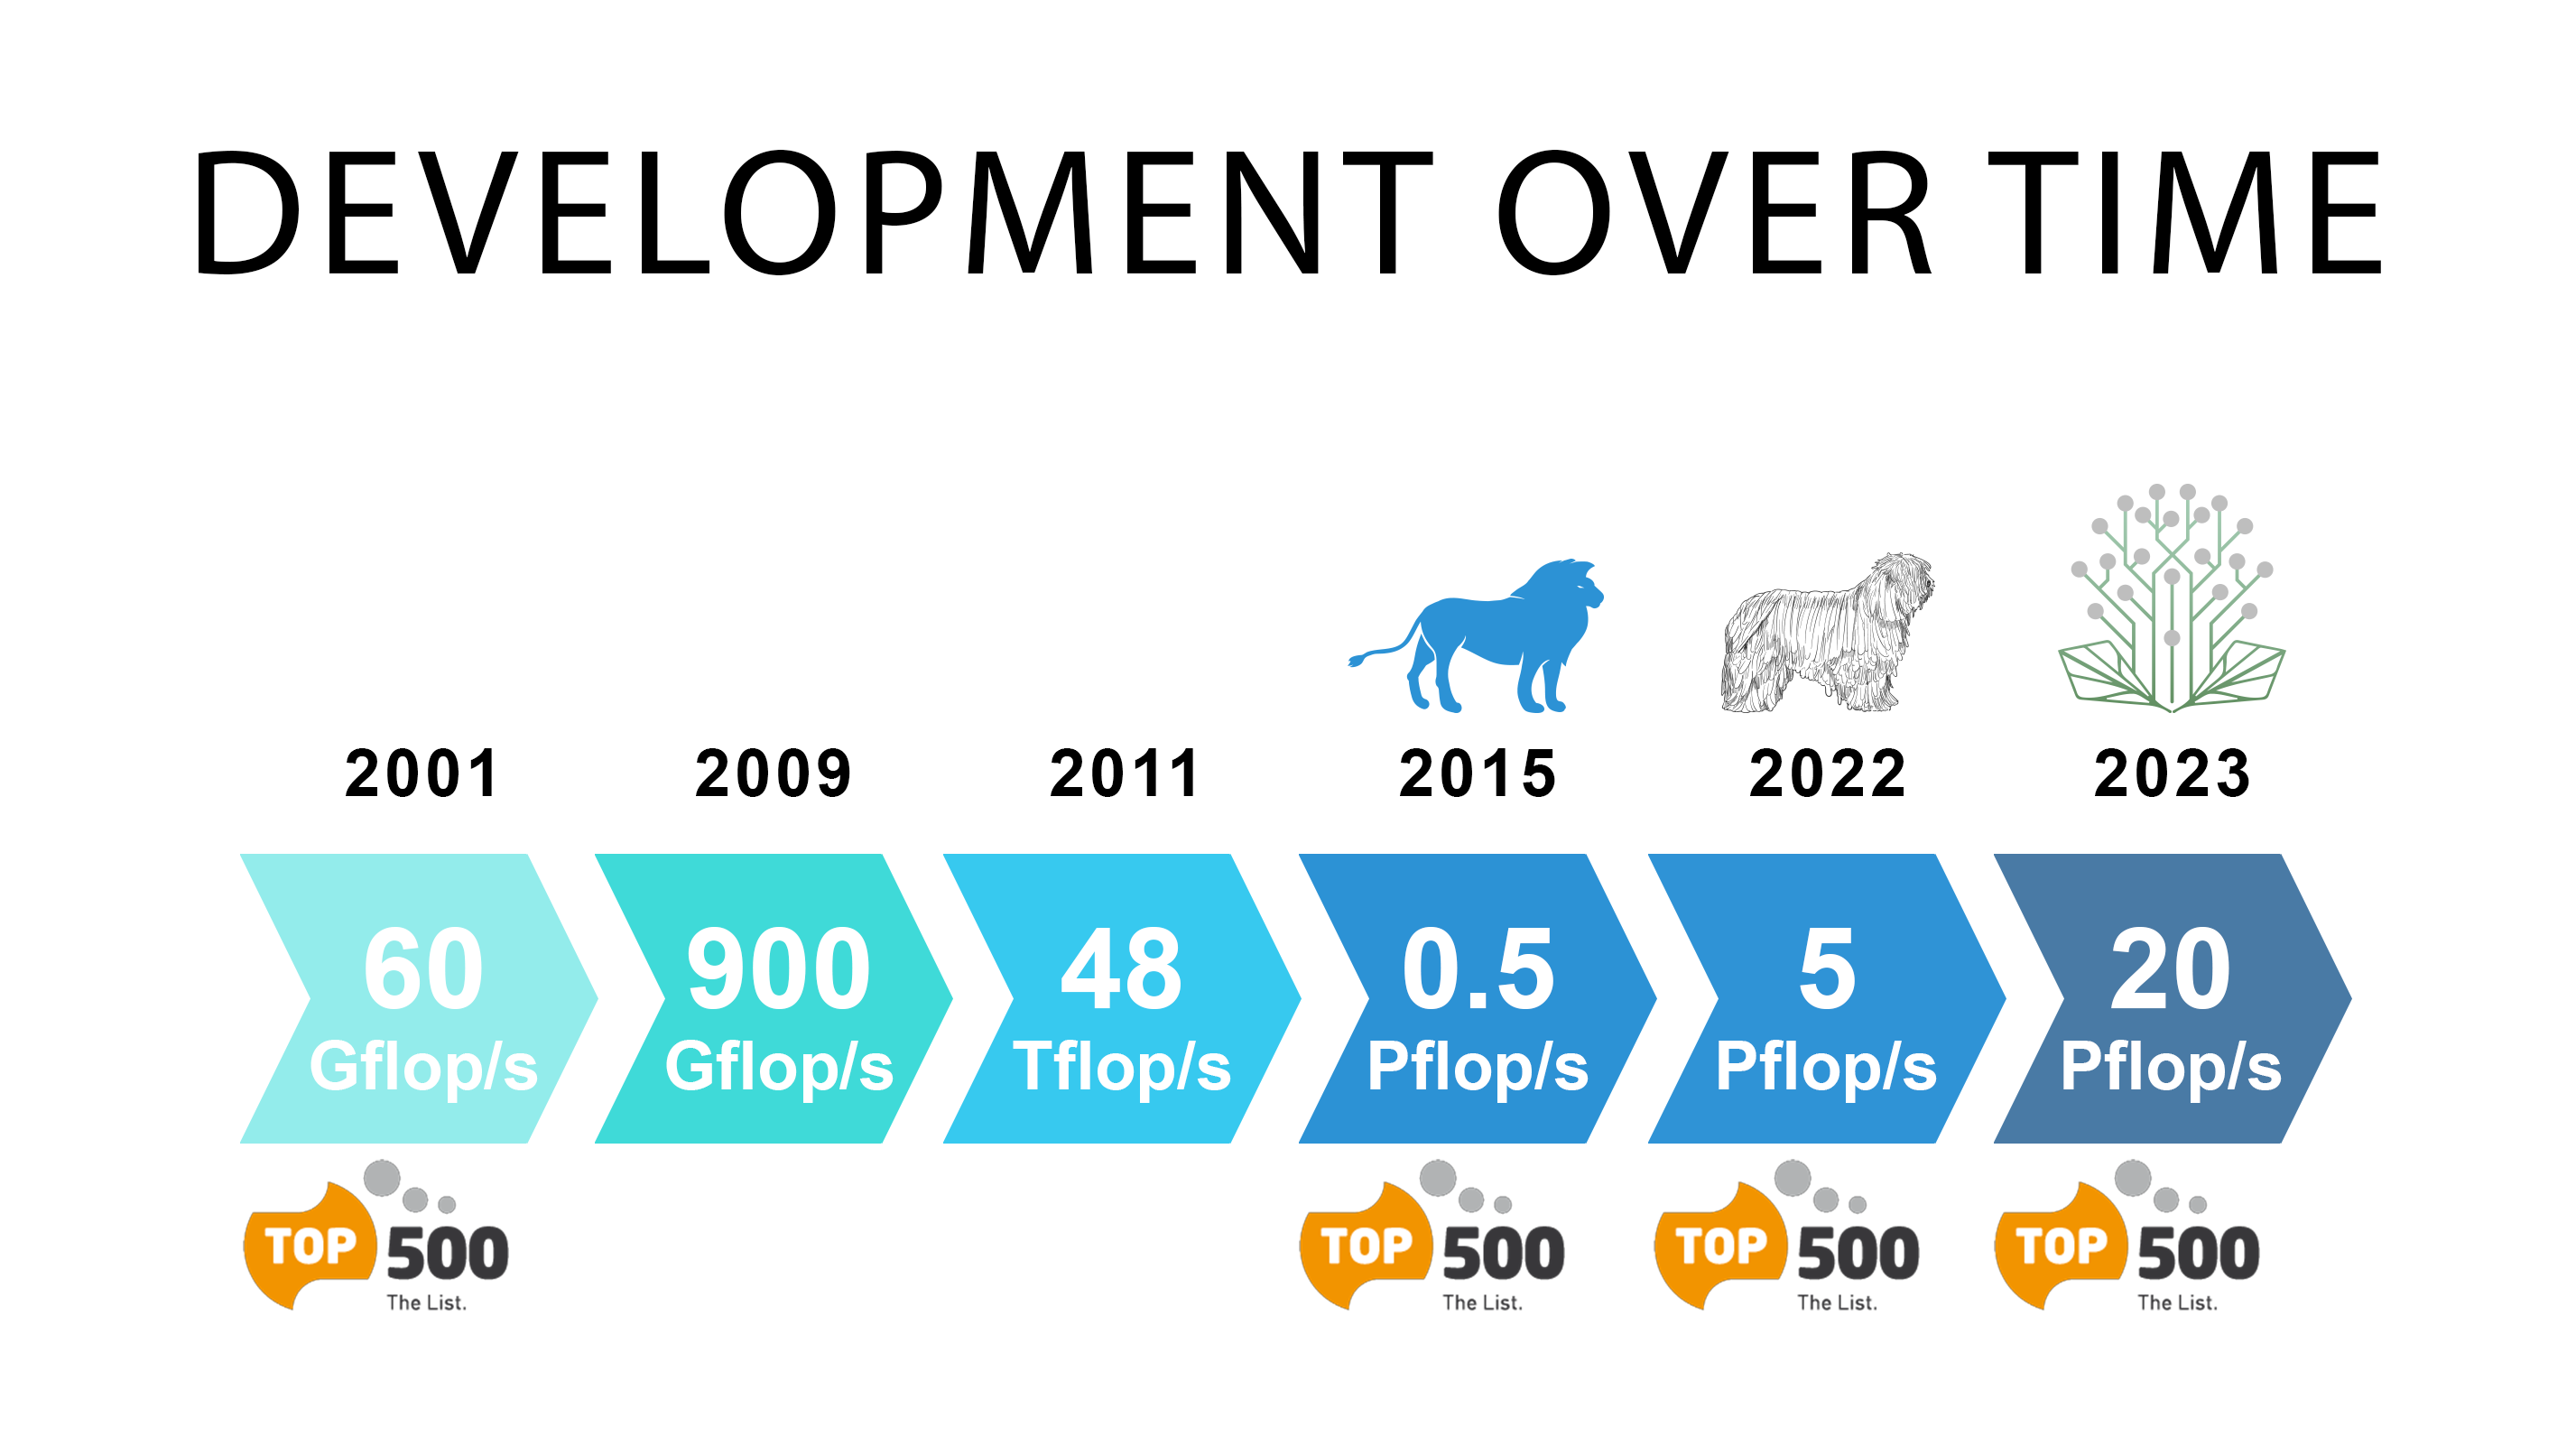 DEVELOPMENT OVER TIME
2001 2009 2011 2015 2022 2023
60 900 48 0.5 5 20
Gflop/s Gflop/s Tflop/s Pflop/s Pflop/s Pflop/s
TOP 500 TOP 500 TOP 500 TOP 500
The List. The List. The List. The List.